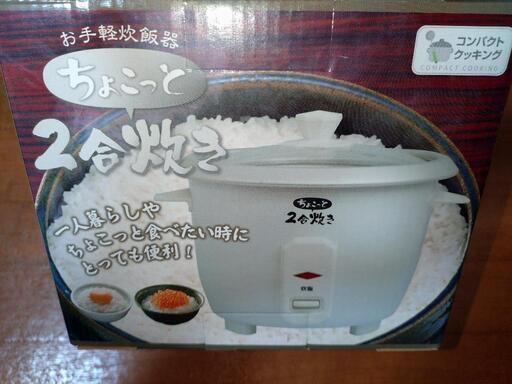 お手軽炊飯器
ちょこっと
2合炊き
コンパクト
クッキング
COMPACT COOKING
一人暮らしや
ちょこっと食べたい時に
とっても便利！
ちょこっと
2合炊き
炊飯